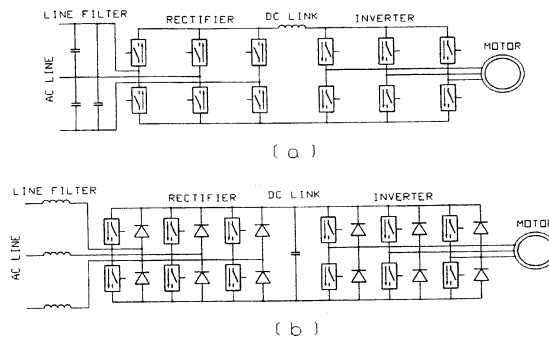 LINE FILTER RECTIFIER DC LINK INVERTER
MOTOR
AC LINE
(a)
LINE FILTER RECTIFIER DC LINK INVERTER
MOTOR
AC LINE
(b)